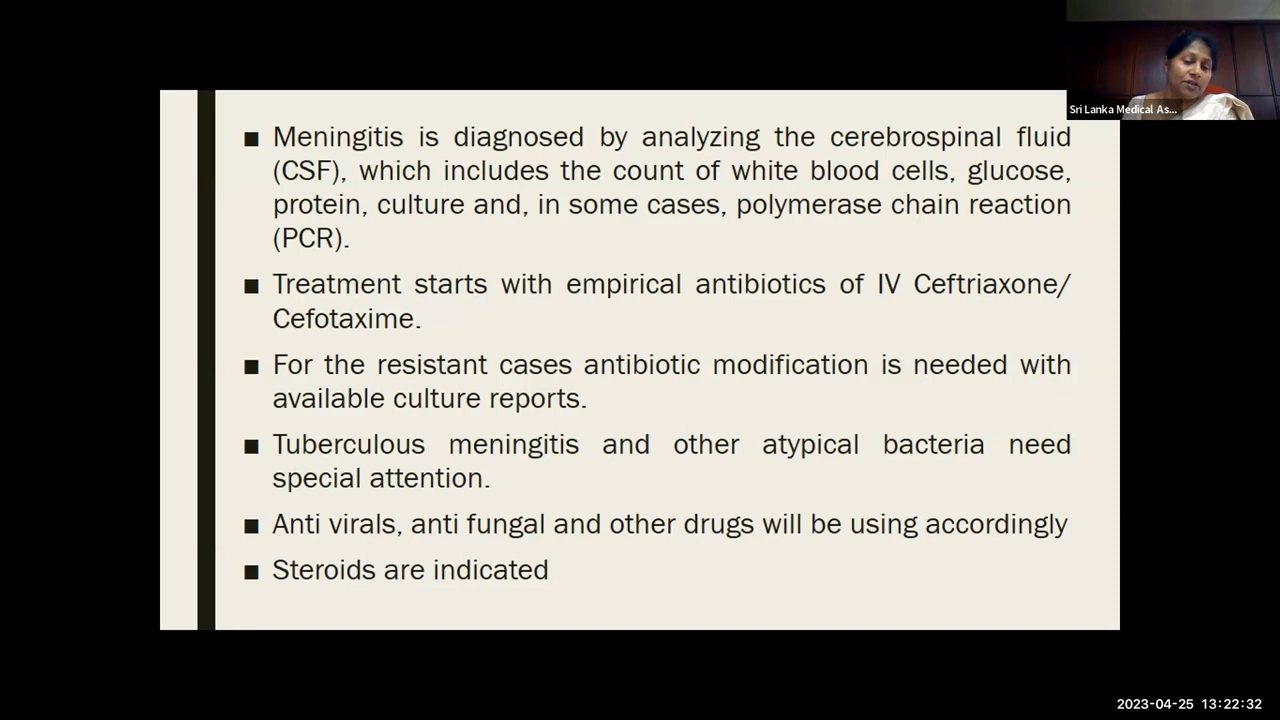 Sri Lanka Medical As...
■ Meningitis is diagnosed by analyzing the cerebrospinal fluid
(CSF), which includes the count of white blood cells, glucose,
protein, culture and, in some cases, polymerase chain reaction
(PCR).
■ Treatment starts with empirical antibiotics of IV Ceftriaxone/
Cefotaxime.
■ For the resistant cases antibiotic modification is needed with
available culture reports.
■ Tuberculous meningitis and other atypical bacteria need
special attention.
■ Anti virals, anti fungal and other drugs will be using accordingly
■ Steroids are indicated
2023-04-25 13:22:32